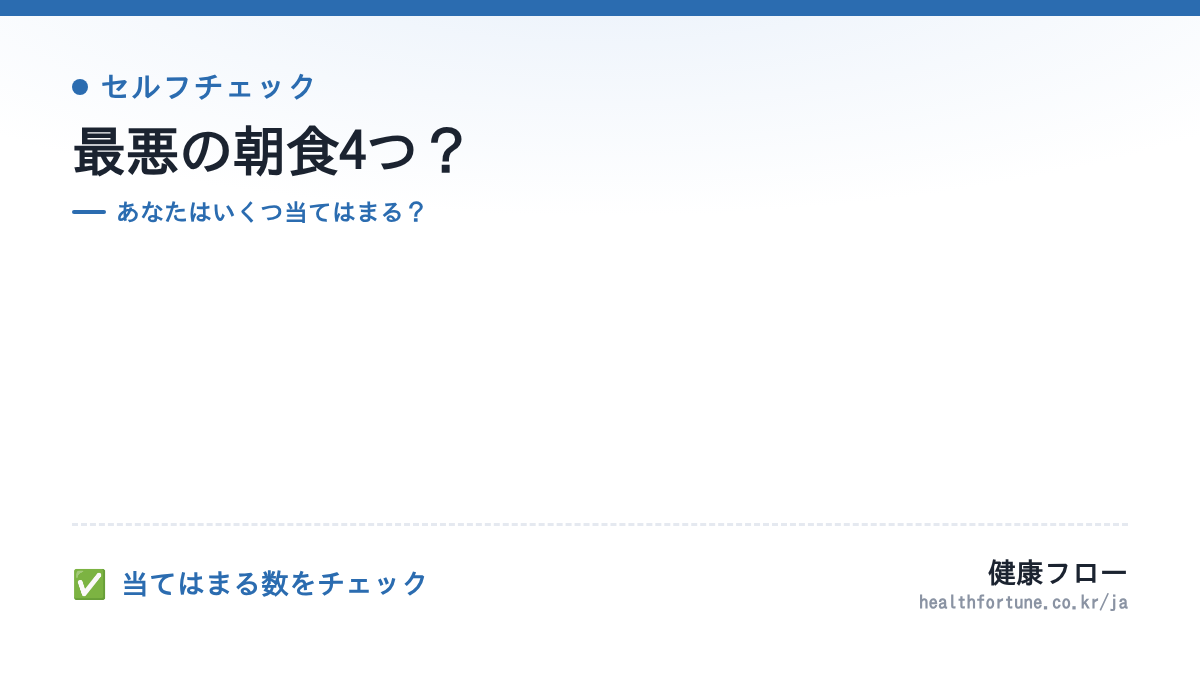 セルフチェック
最悪の朝食4つ？
あなたはいくつ当てはまる？
✅ 当てはまる数をチェック
健康フロー
healthfortune.co.kr/ja